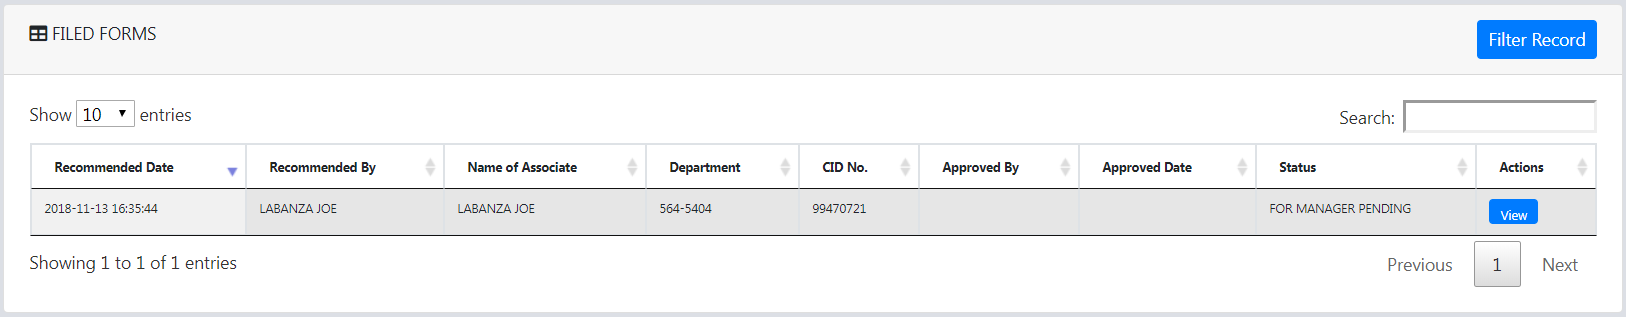 FILED FORMS
Filter Record
Show 10 entries
Search:
Recommended Date Recommended By Name of Associate Department CID No. Approved By Approved Date Status Actions
2018-11-13 16:35:44 LABANZA JOE LABANZA JOE 564-5404 99470721 FOR MANAGER PENDING View
Showing 1 to 1 of 1 entries
Previous 1 Next